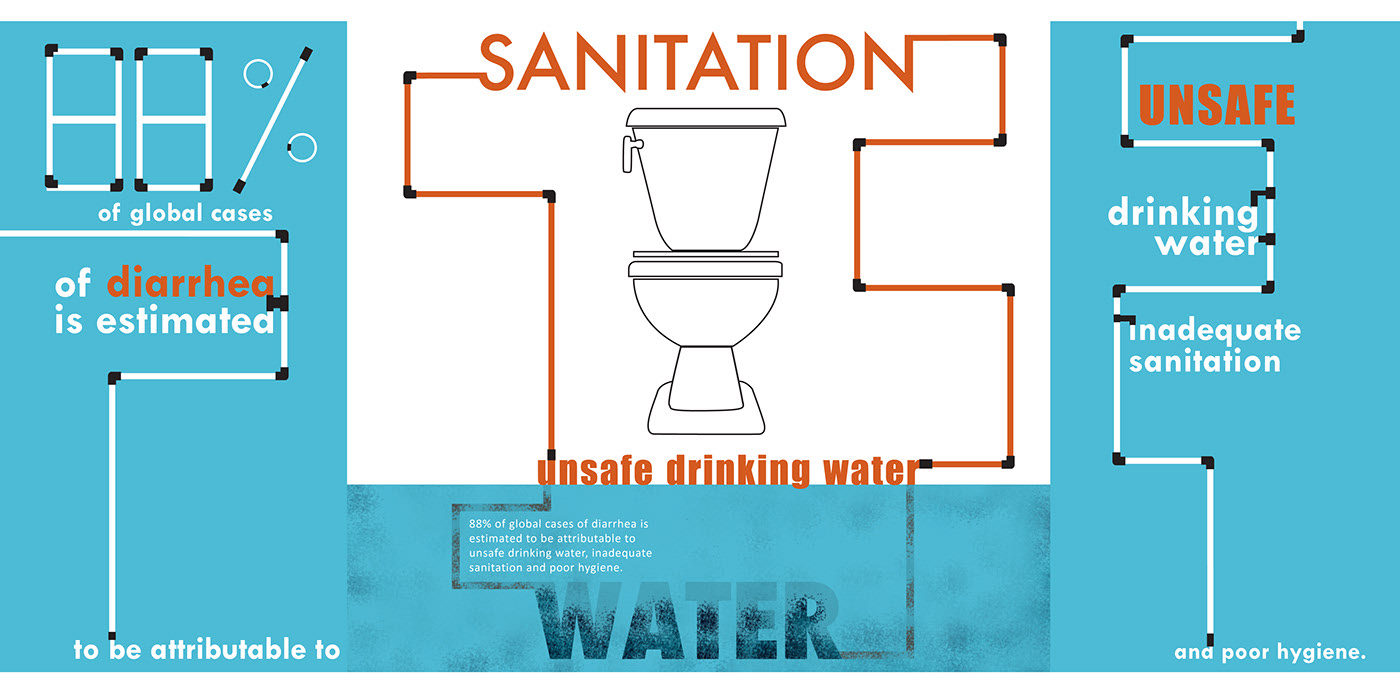 88%
of global cases
of diarrhea
is estimated
to be attributable to
SANITATION
unsafe drinking water
88% of global cases of diarrhea is
estimated to be attributable to
unsafe drinking water, inadequate
sanitation and poor hygiene.
WATER
UNSAFE
drinking
water
inadequate
sanitation
and poor hygiene.